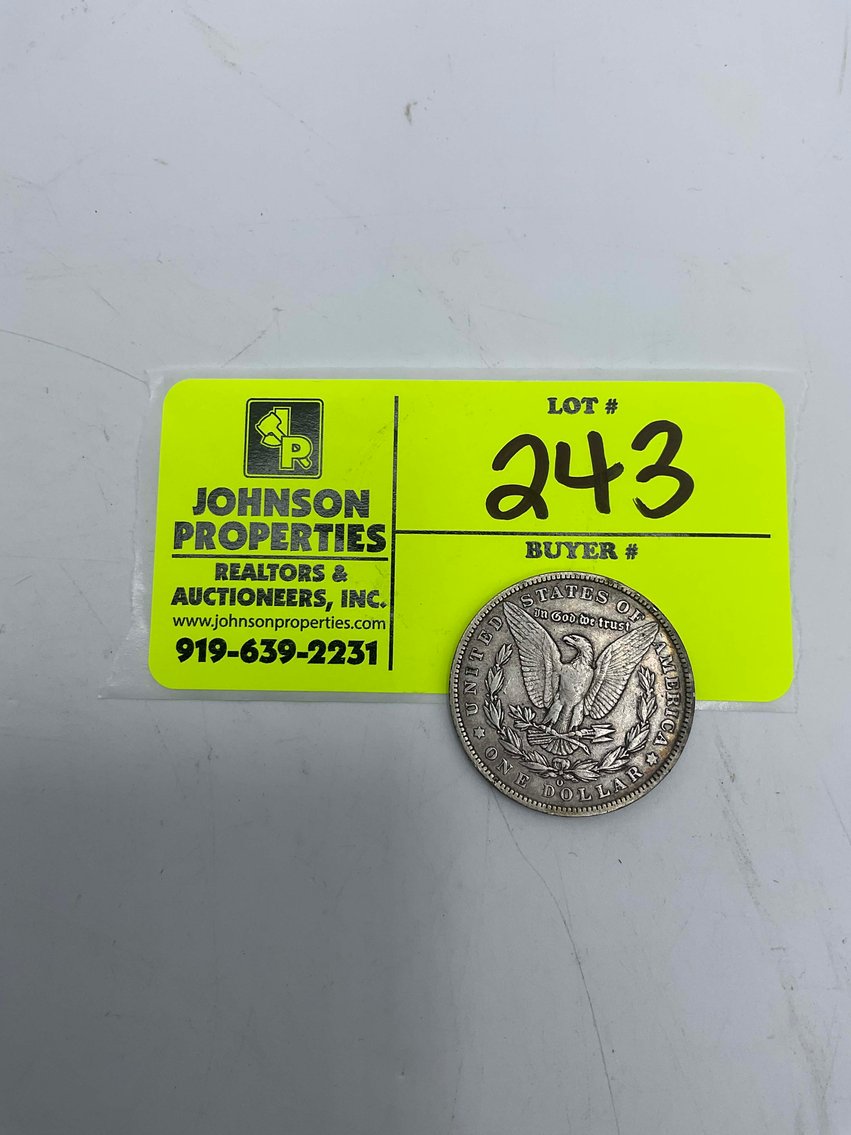 JR
JOHNSON
PROPERTIES
REALTORS &
AUCTIONEERS, INC.
www.johnsonproperties.com
919-639-2231
LOT #
243
BUYER #
UNITED STATES OF AMERICA
In God we trust
ONE DOLLAR
O